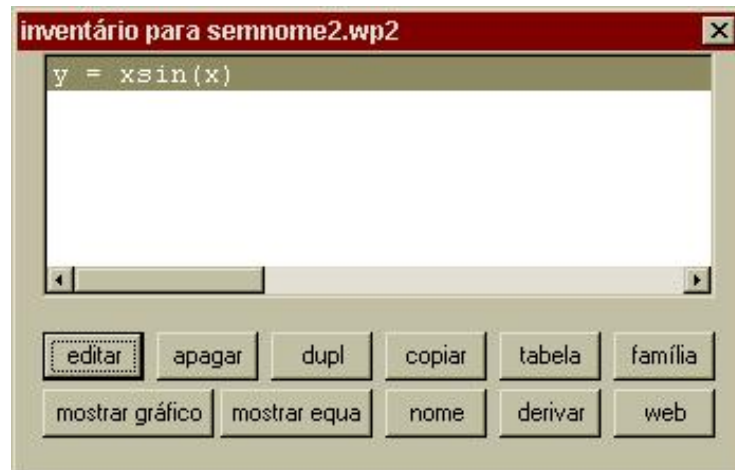 inventário para semnome2.wp2
y = xsin(x)
editar apagar dupl copiar tabela família
mostrar gráfico mostrar equa nome derivar web